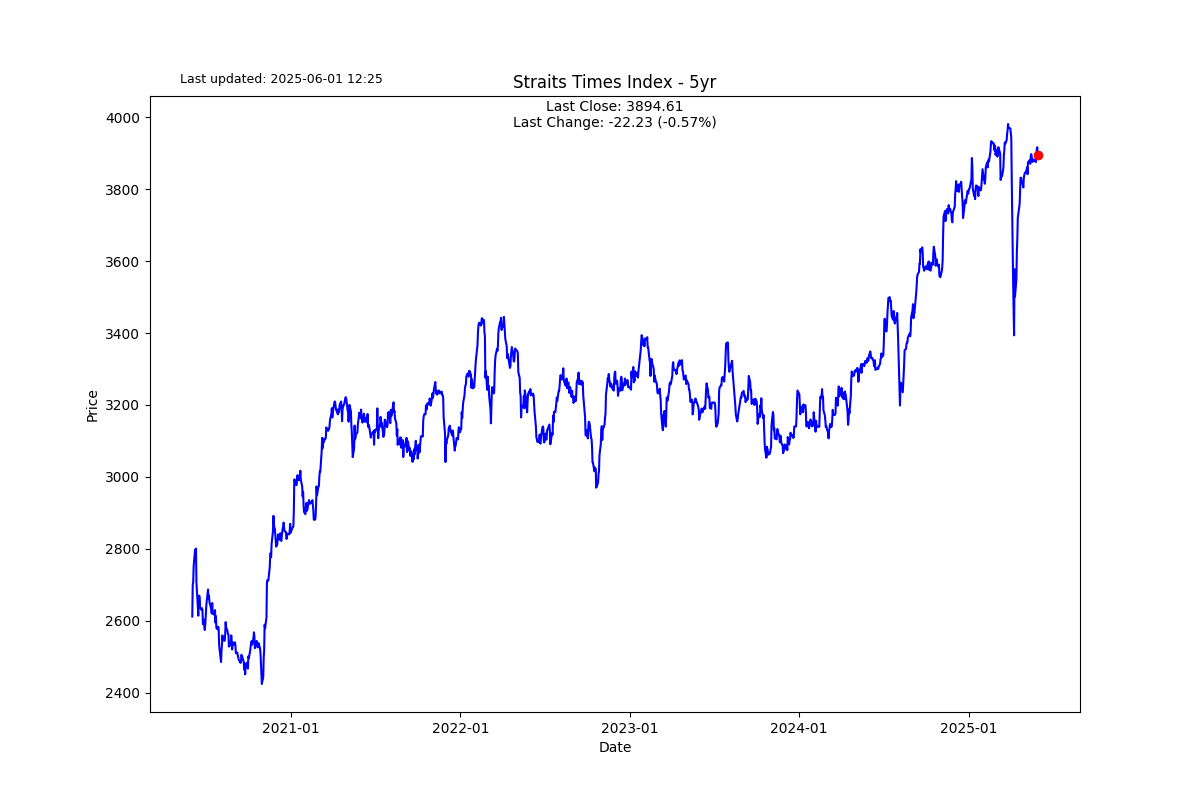 Last updated: 2025-06-01 12:25
Straits Times Index - 5yr
Last Close: 3894.61
Last Change: -22.23 (-0.57%)
4000
3800
3600
3400
3200
3000
2800
2600
2400
Price
2021-01
2022-01
2023-01
2024-01
2025-01
Date